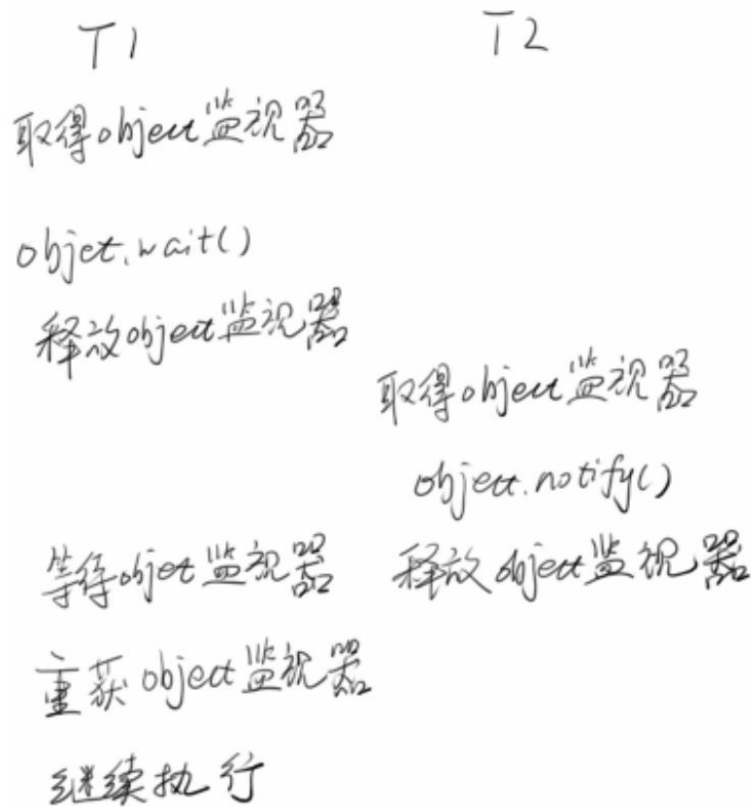 T1
T2
取得object监视器
objet.wait()
释放object监视器
取得object监视器
object.notify()
等待objet监视器
释放object监视器
重获object监视器
继续执行